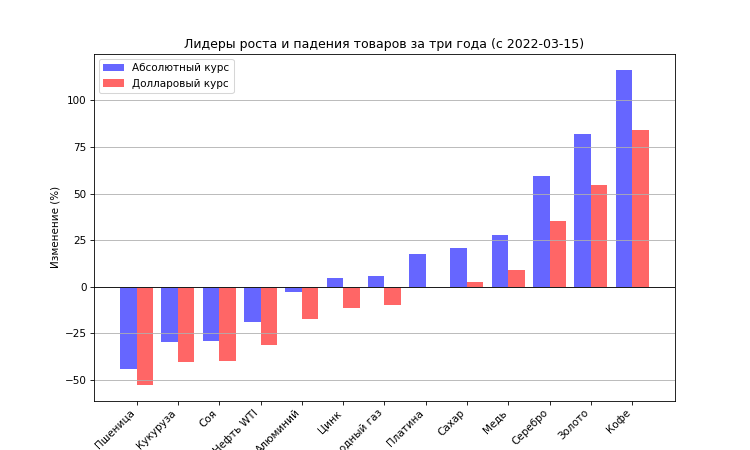 Лидеры роста и падения товаров за три года (с 2022-03-15)
Абсолютный курс
Долларовый курс
Изменение (%)
100
75
50
25
0
−25
−50
Пшеница
Кукуруза
Соя
Нефть WTI
Алюминий
Цинк
одный газ
Платина
Сахар
Медь
Серебро
Золото
Кофе